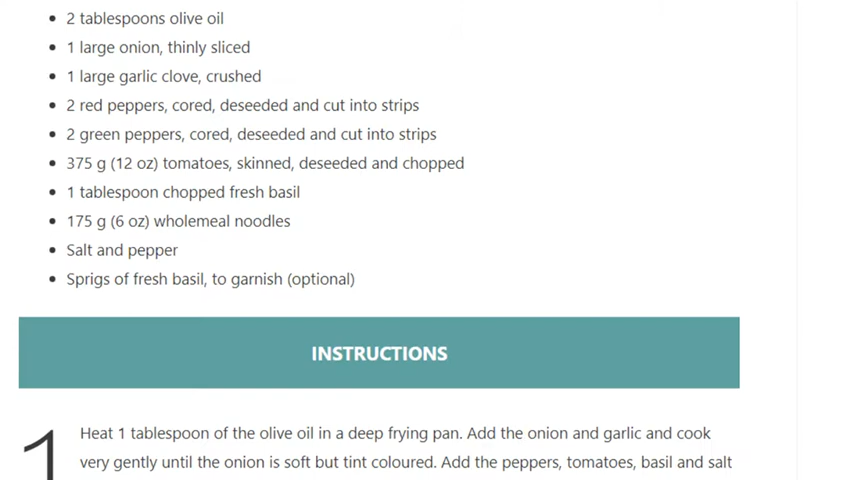 2 tablespoons olive oil
1 large onion, thinly sliced
1 large garlic clove, crushed
2 red peppers, cored, deseeded and cut into strips
2 green peppers, cored, deseeded and cut into strips
375 g (12 oz) tomatoes, skinned, deseeded and chopped
1 tablespoon chopped fresh basil
175 g (6 oz) wholemeal noodles
Salt and pepper
Sprigs of fresh basil, to garnish (optional)
INSTRUCTIONS
1
Heat 1 tablespoon of the olive oil in a deep frying pan. Add the onion and garlic and cook
very gently until the onion is soft but tint coloured. Add the peppers, tomatoes, basil and salt